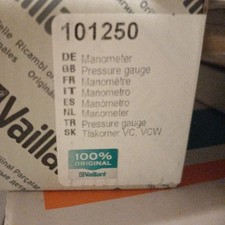 101250
DE Manometer
GB Pressure gauge
FR Manomètre
IT Manometro
ES Manómetro
NL Manometer
TR Pressure gauge
SK Tlakomer VC, VCW
100%
ORIGINAL
Vaillant
Vaillant
Ricambi